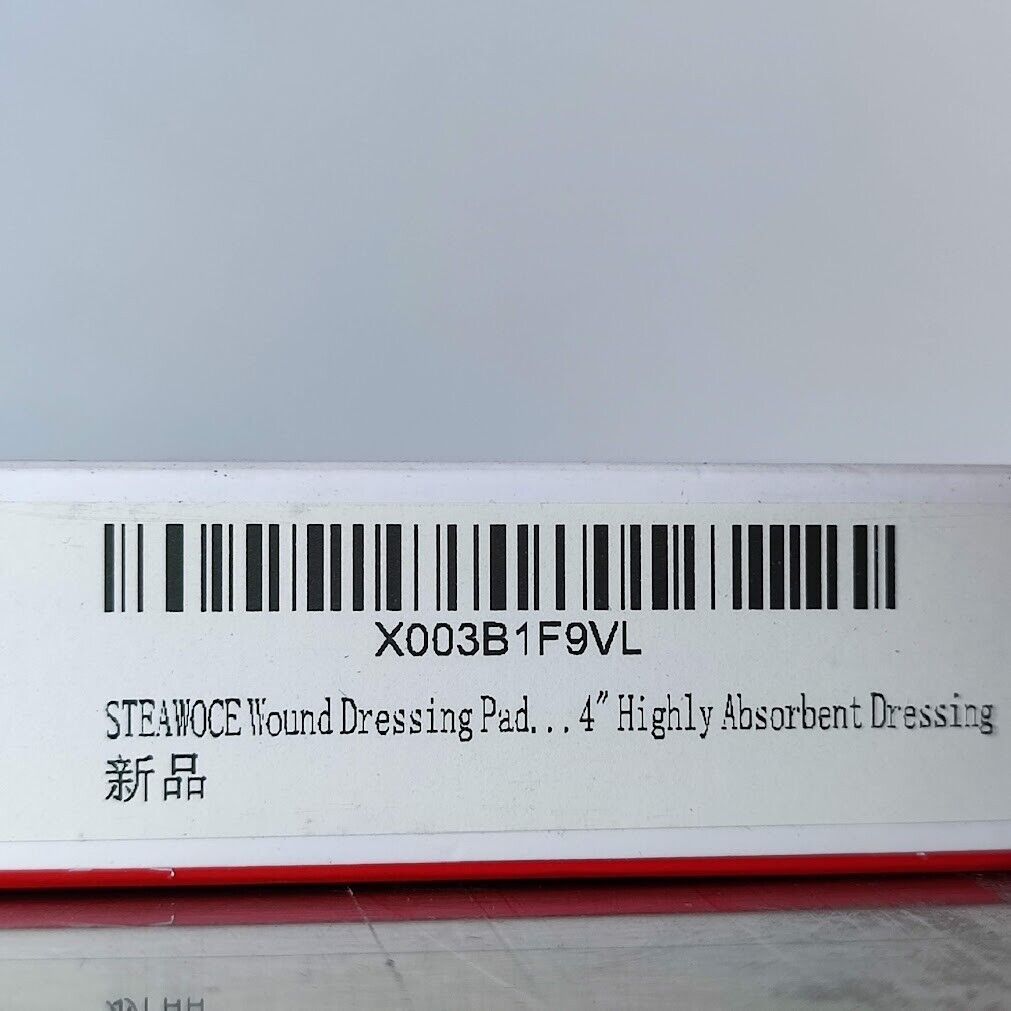 X003B1F9VL
STEAWOCE Wound Dressing Pad...4" Highly Absorbent Dressing
新品